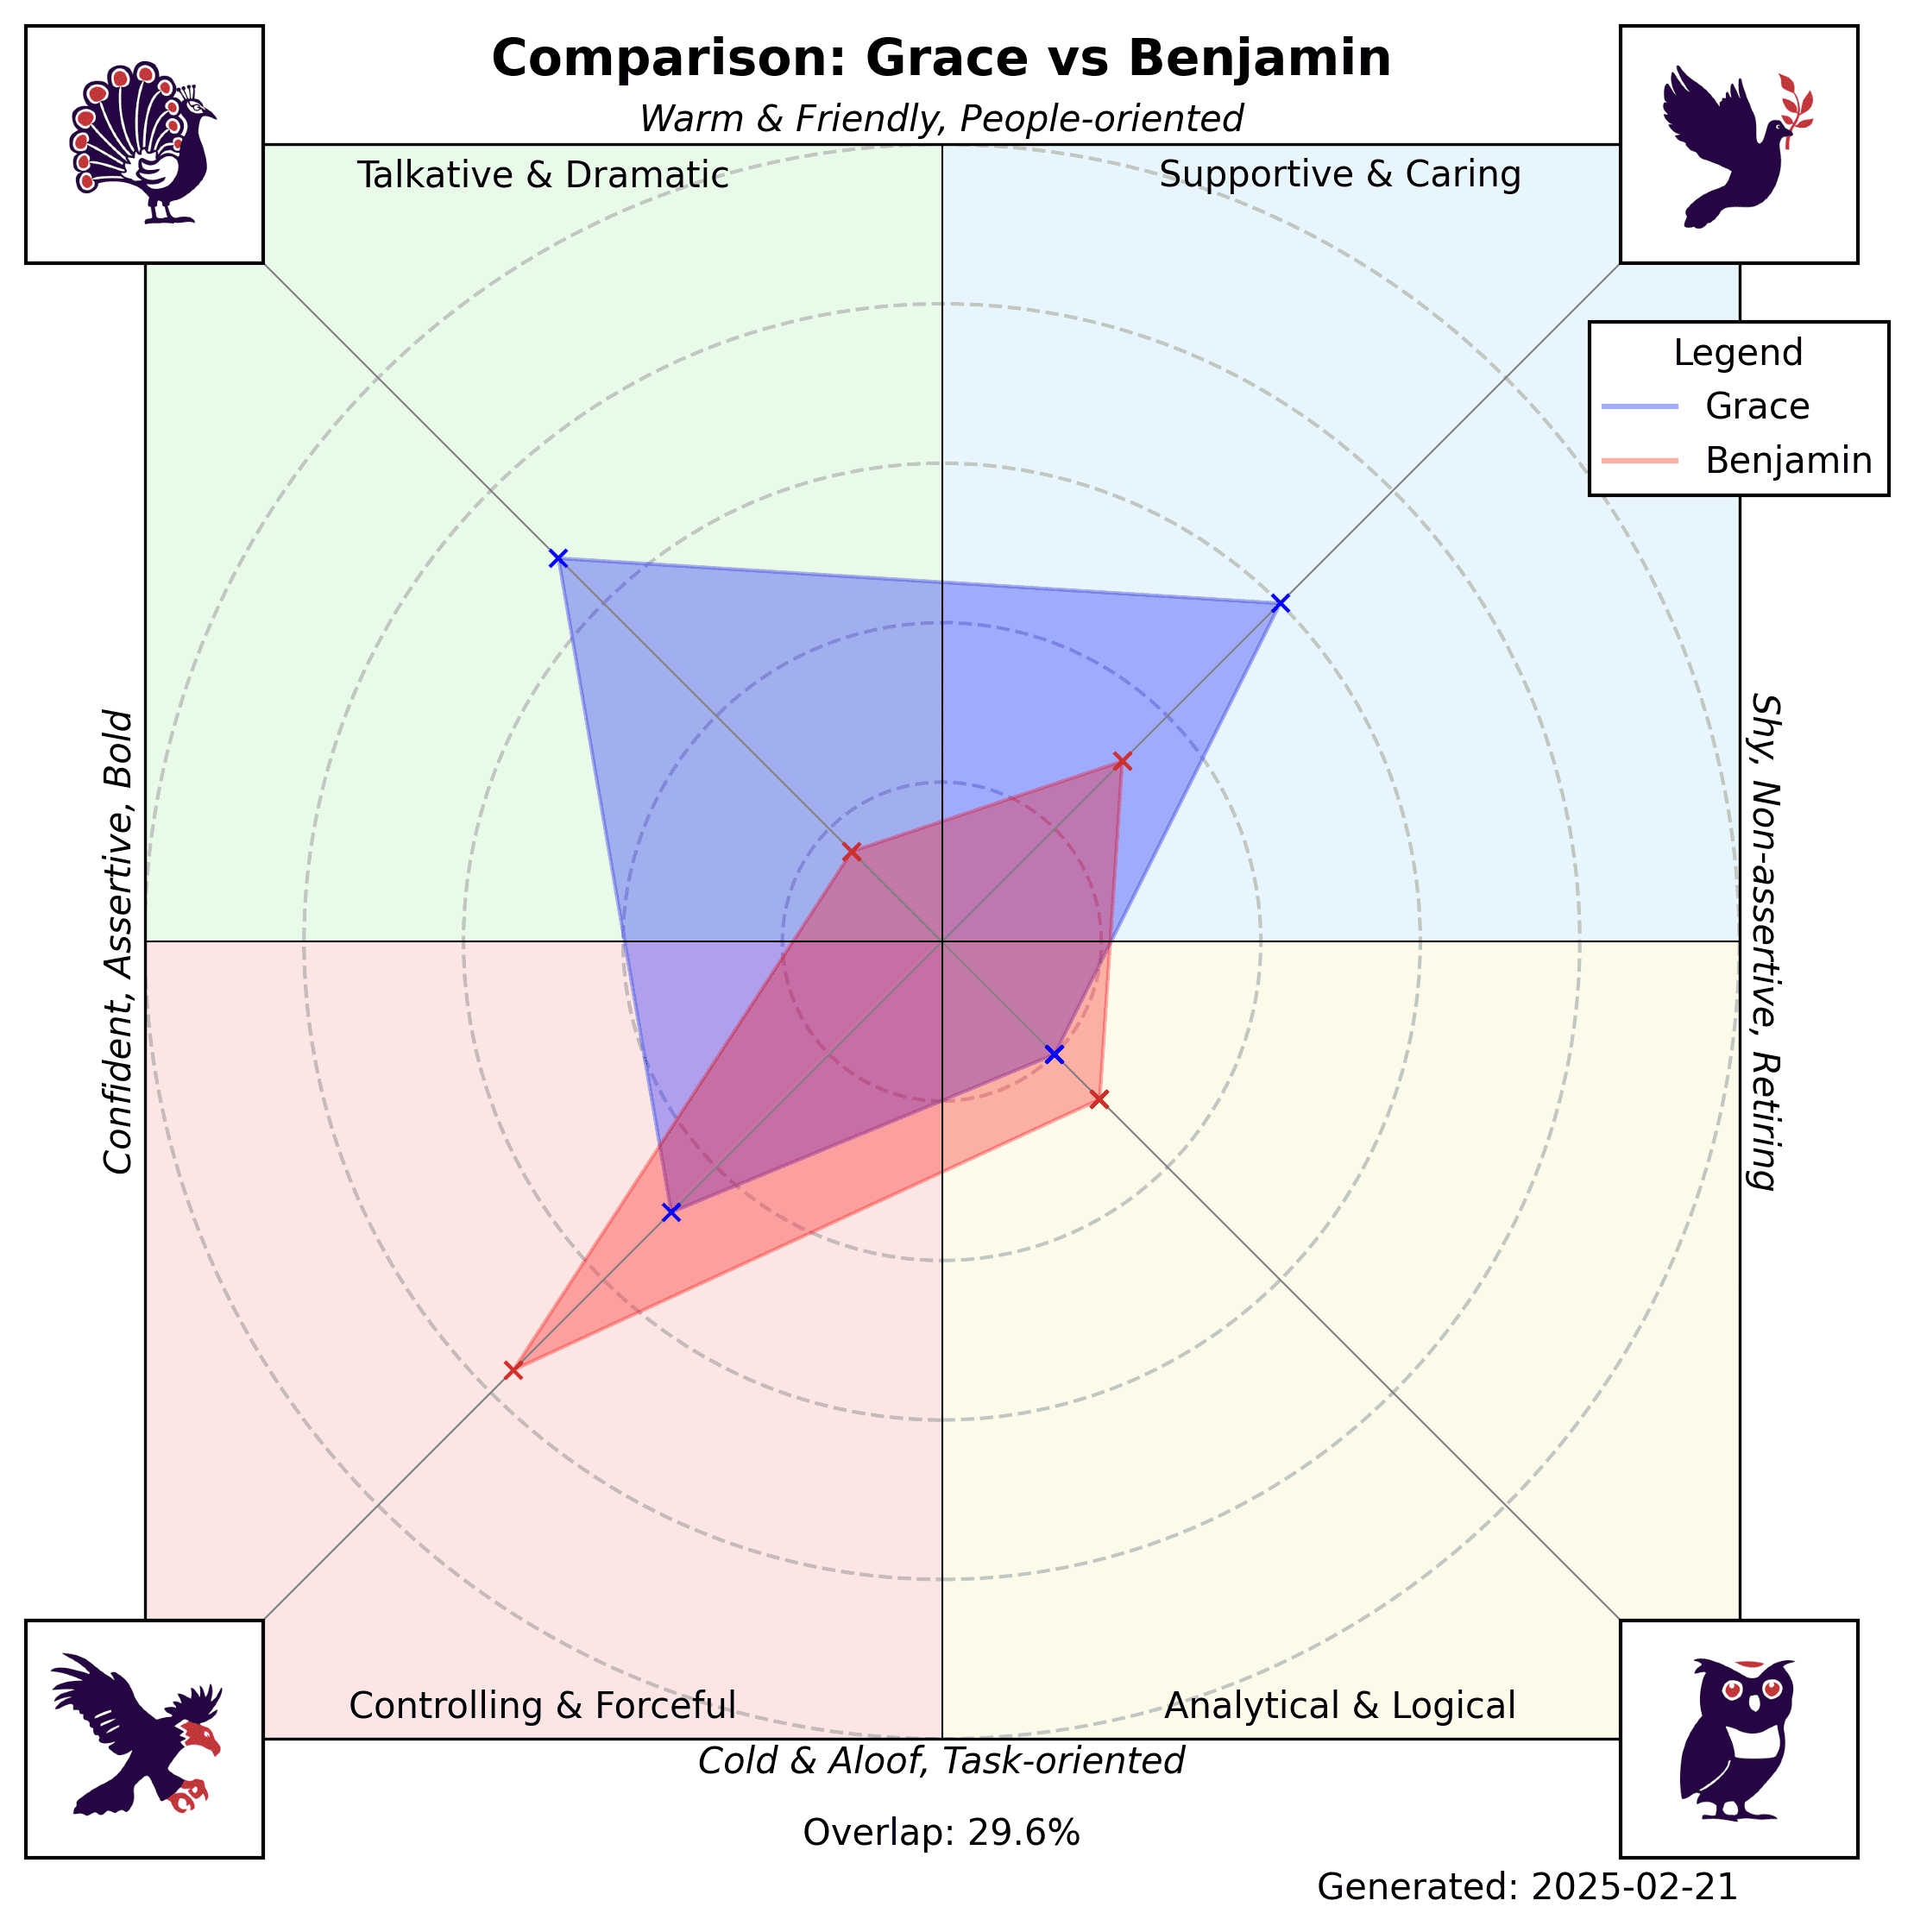 Comparison: Grace vs Benjamin
Warm & Friendly, People-oriented
Talkative & Dramatic
Supportive & Caring
Legend
Grace
Benjamin
Confident, Assertive, Bold
Shy, Non-assertive, Retiring
Controlling & Forceful
Analytical & Logical
Cold & Aloof, Task-oriented
Overlap: 29.6%
Generated: 2025-02-21